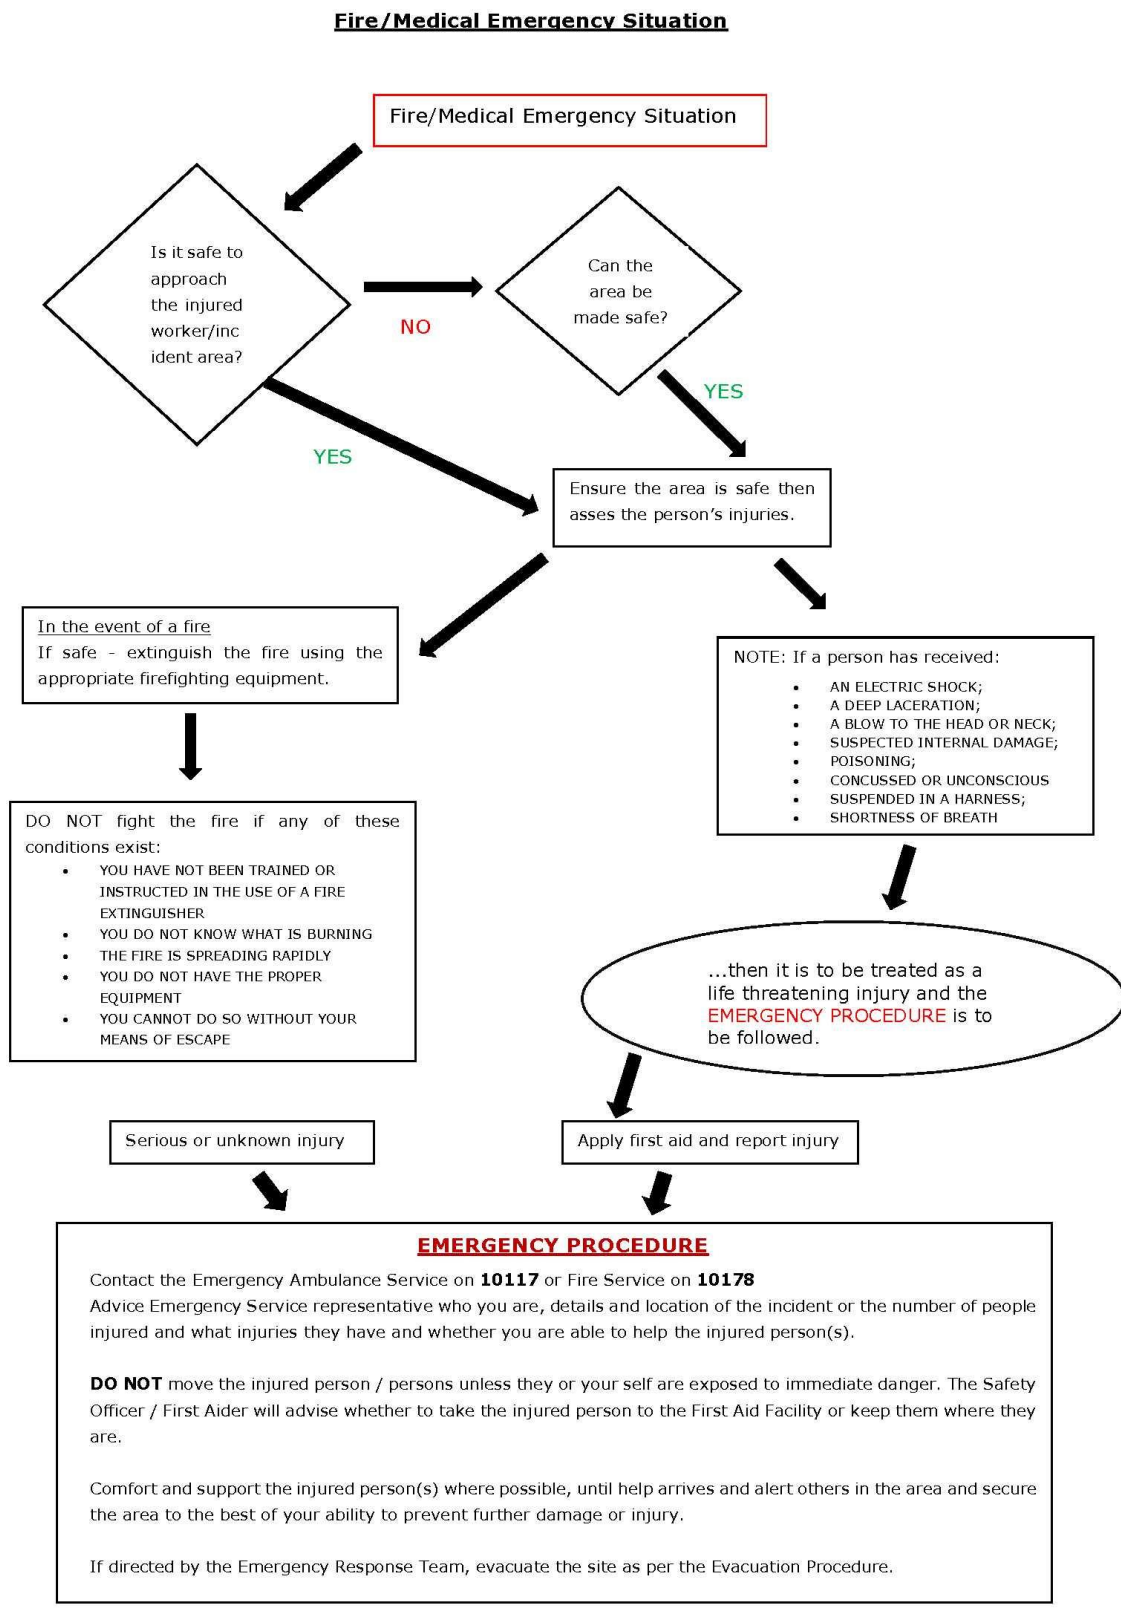 Fire/Medical Emergency Situation
Fire/Medical Emergency Situation
Is it safe to
approach
the injured
worker/inc
ident area?
NO
Can the
area be
made safe?
YES
YES
Ensure the area is safe then
asses the person's injuries.
In the event of a fire
If safe - extinguish the fire using the
appropriate firefighting equipment.
NOTE: If a person has received:
• AN ELECTRIC SHOCK;
• A DEEP LACERATION;
• A BLOW TO THE HEAD OR NECK;
• SUSPECTED INTERNAL DAMAGE;
• POISONING;
• CONCUSSED OR UNCONSCIOUS
• SUSPENDED IN A HARNESS;
• SHORTNESS OF BREATH
DO NOT fight the fire if any of these
conditions exist:
• YOU HAVE NOT BEEN TRAINED OR
INSTRUCTED IN THE USE OF A FIRE
EXTINGUISHER
• YOU DO NOT KNOW WHAT IS BURNING
• THE FIRE IS SPREADING RAPIDLY
• YOU DO NOT HAVE THE PROPER
EQUIPMENT
• YOU CANNOT DO SO WITHOUT YOUR
MEANS OF ESCAPE
...then it is to be treated as a
life threatening injury and the
EMERGENCY PROCEDURE is to
be followed.
Serious or unknown injury
Apply first aid and report injury
EMERGENCY PROCEDURE
Contact the Emergency Ambulance Service on 10117 or Fire Service on 10178
Advice Emergency Service representative who you are, details and location of the incident or the number of people
injured and what injuries they have and whether you are able to help the injured person(s).
DO NOT move the injured person / persons unless they or your self are exposed to immediate danger. The Safety
Officer / First Aider will advise whether to take the injured person to the First Aid Facility or keep them where they
are.
Comfort and support the injured person(s) where possible, until help arrives and alert others in the area and secure
the area to the best of your ability to prevent further damage or injury.
If directed by the Emergency Response Team, evacuate the site as per the Evacuation Procedure.